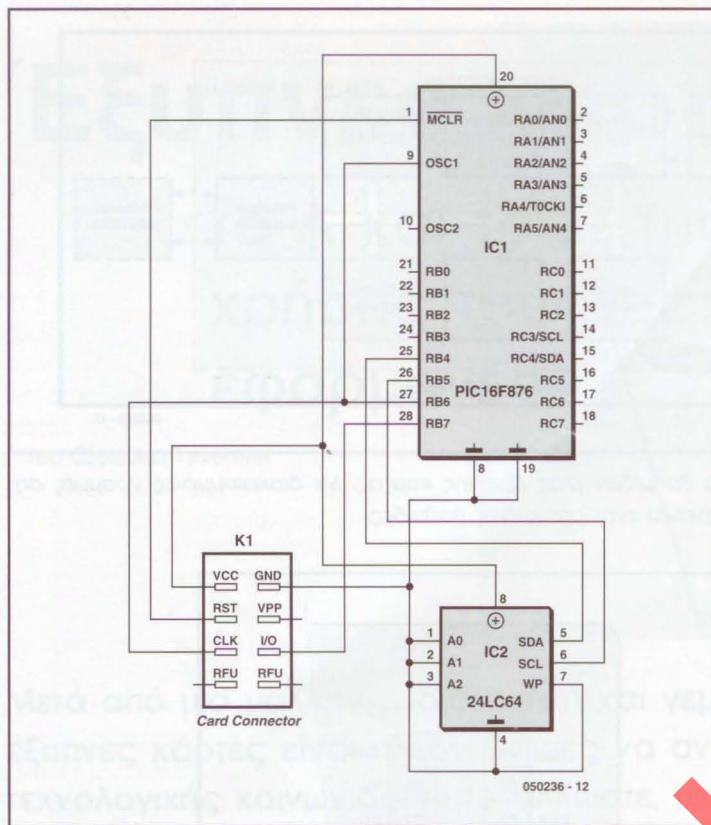 20
1 MCLR RA0/AN0 2
RA1/AN1 3
9 OSC1 RA2/AN2 4
RA3/AN3 5
RA4/T0CKI 6
10 OSC2 RA5/AN4 7
IC1
21 RB0 RC0 11
22 RB1 RC1 12
23 RB2 RC2 13
24 RB3 RC3/SCL 14
25 RB4 RC4/SDA 15
26 RB5 RC5 16
27 RB6 PIC16F876 RC6 17
28 RB7 RC7 18
8 19
K1
VCC GND
RST VPP
CLK I/O
RFU RFU
Card Connector
8
1 A0 SDA 5
2 A1 IC2 SCL 6
3 A2 WP 7
24LC64
4
050236 - 12